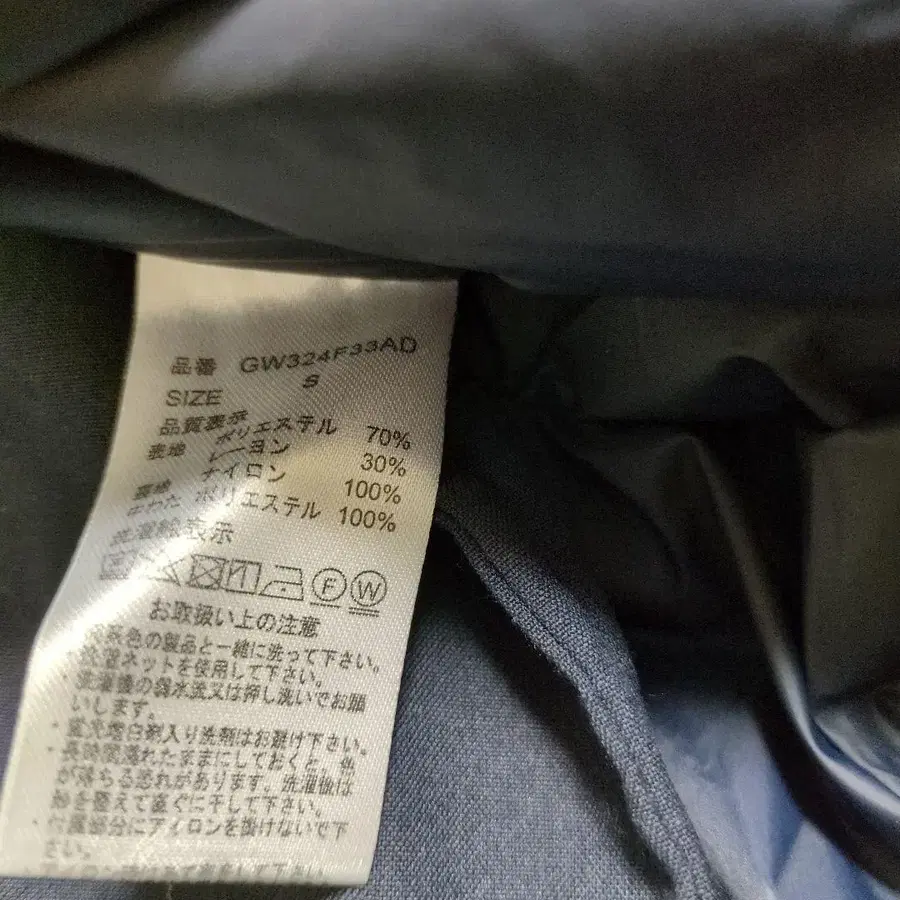 品番 GW324F33AD
SIZE S
品質表示
表地 ポリエステル 70%
レーヨン 30%
裏地 ナイロン 100%
中わた ポリエステル 100%
洗濯絵表示
F W
お取扱い上の注意
色の製品と一緒に洗って下さい。
・洗濯ネットを使用して下さい。
・洗濯機の弱水流又は押し洗いでお願
いします。
・蛍光増白剤入り洗剤はお避け下さい。
・長時間濡れたままにしておくと、色
が落ちる恐れがあります。洗濯後は
形を整えて直ぐに干して下さい。
・付属部分にアイロンを掛けないで下
さい。